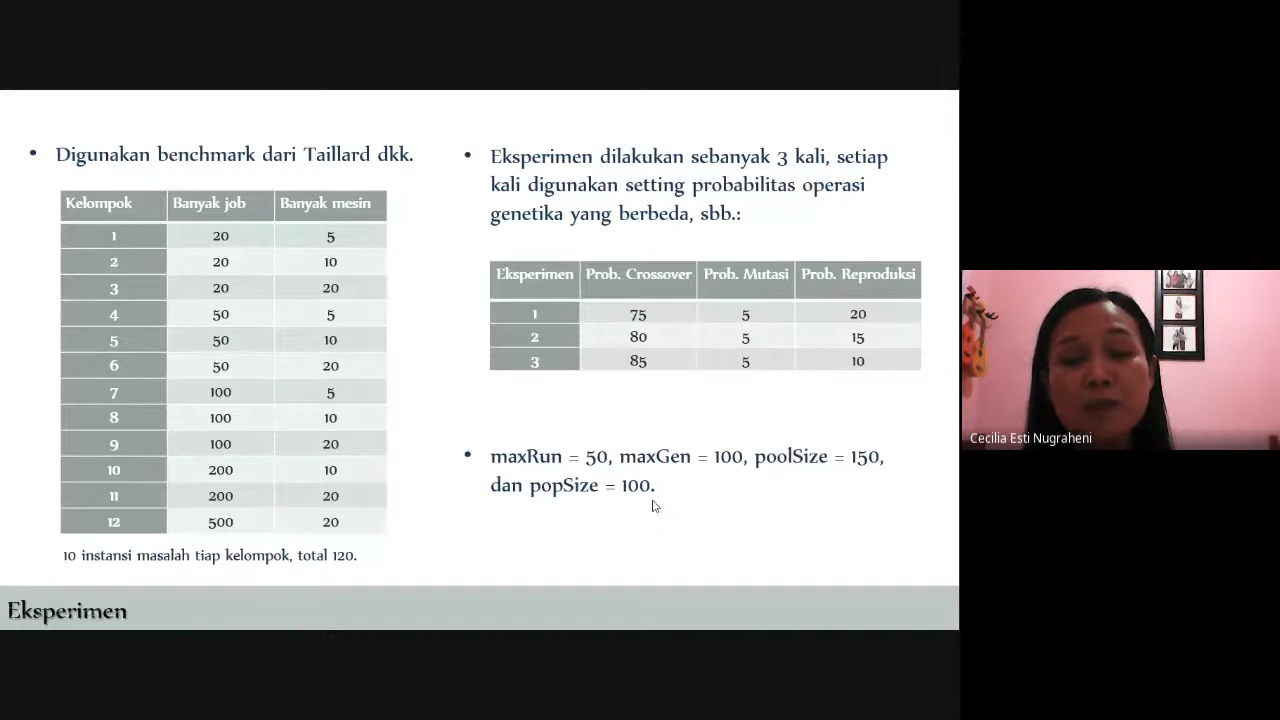 • Digunakan benchmark dari Taillard dkk.
Kelompok Banyak job Banyak mesin
1 20 5
2 20 10
3 20 20
4 50 5
5 50 10
6 50 20
7 100 5
8 100 10
9 100 20
10 200 10
11 200 20
12 500 20
10 instansi masalah tiap kelompok, total 120.
• Eksperimen dilakukan sebanyak 3 kali, setiap
kali digunakan setting probabilitas operasi
genetika yang berbeda, sbb.:
Eksperimen Prob. Crossover Prob. Mutasi Prob. Reproduksi
1 75 5 20
2 80 5 15
3 85 5 10
• maxRun = 50, maxGen = 100, poolSize = 150,
dan popSize = 100.
Eksperimen
Cecilia Esti Nugraheni